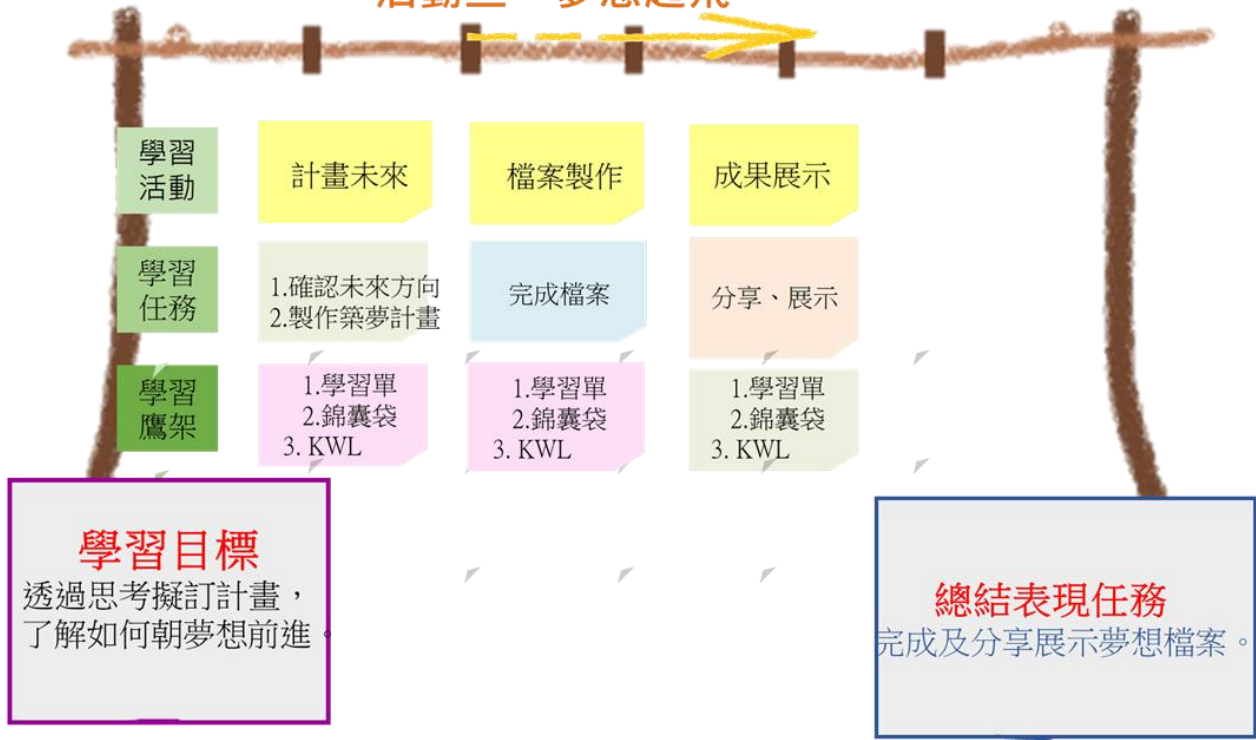 學習
活動
計畫未來
檔案製作
成果展示
學習
任務
1.確認未來方向
2.製作築夢計畫
完成檔案
分享、展示
學習
鷹架
1.學習單
2.錦囊袋
3. KWL
1.學習單
2.錦囊袋
3. KWL
1.學習單
2.錦囊袋
3. KWL
學習目標
透過思考擬訂計畫，
了解如何朝夢想前進。
總結表現任務
完成及分享展示夢想檔案。